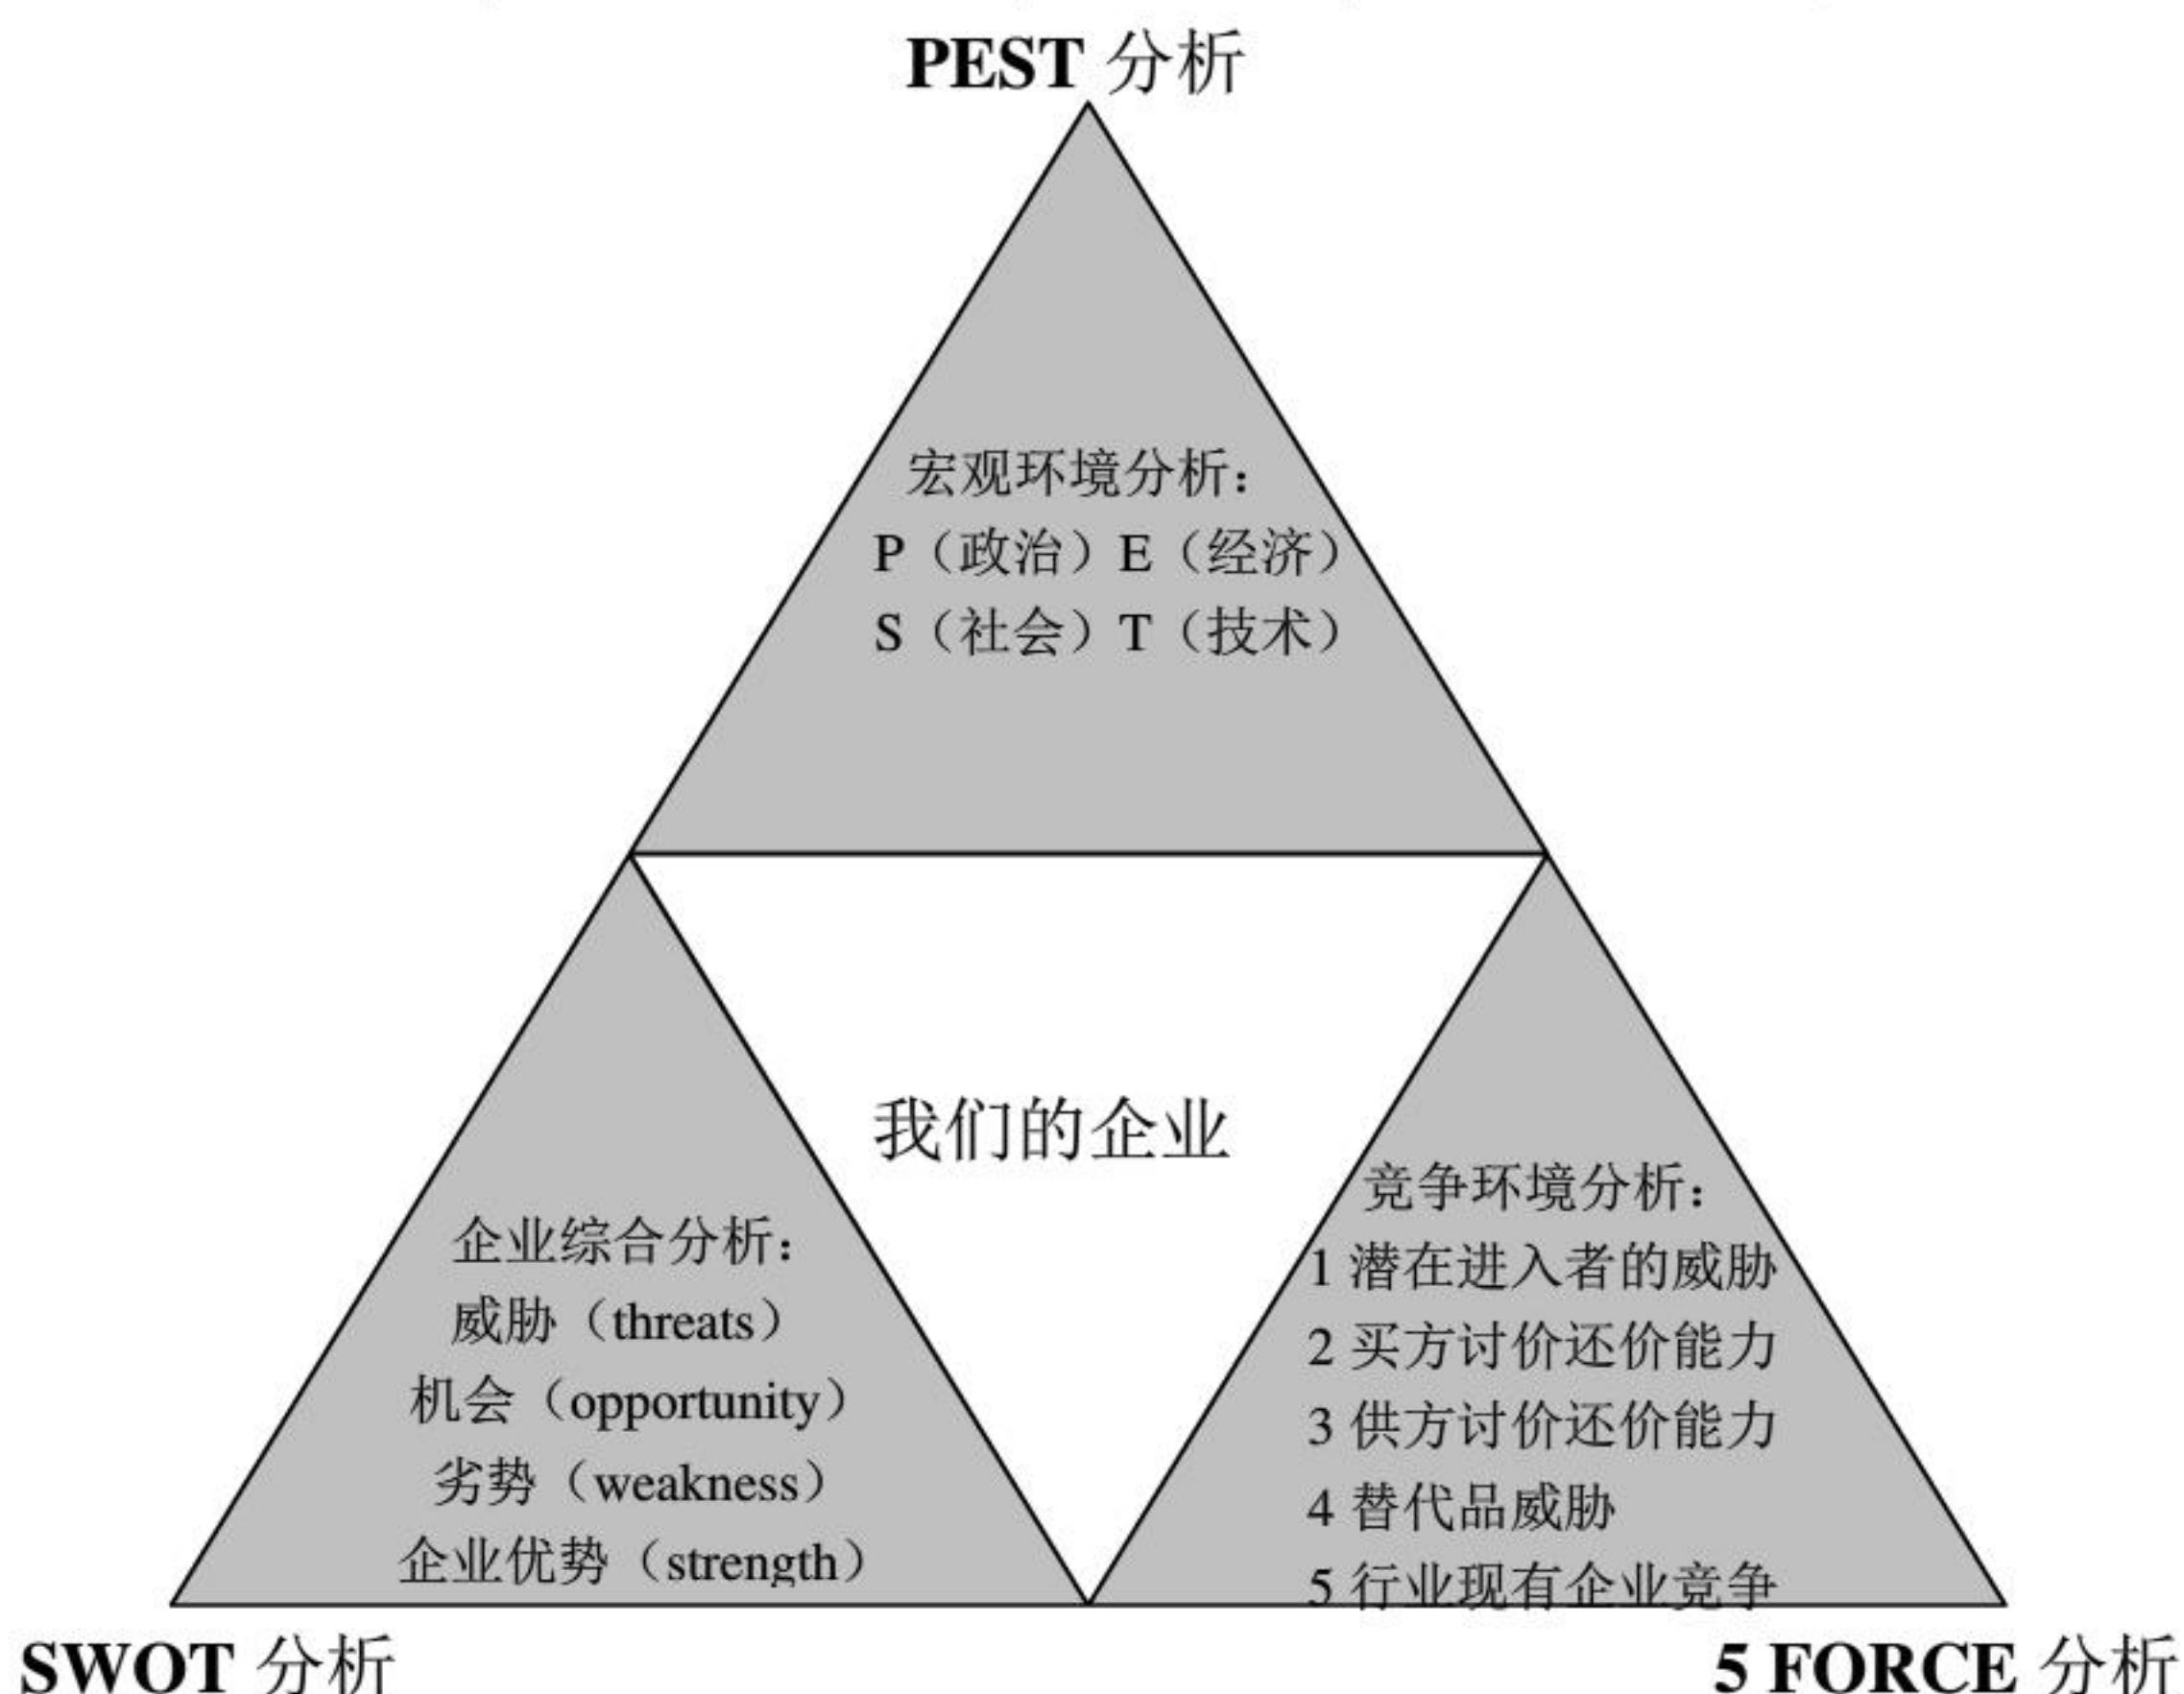 PEST 分析
宏观环境分析：
P（政治）E（经济）
S（社会）T（技术）
我们的企业
企业综合分析：
威胁（threats）
机会（opportunity）
劣势（weakness）
企业优势（strength）
竞争环境分析：
1 潜在进入者的威胁
2 买方讨价还价能力
3 供方讨价还价能力
4 替代品威胁
5 行业现有企业竞争
SWOT 分析
5 FORCE 分析